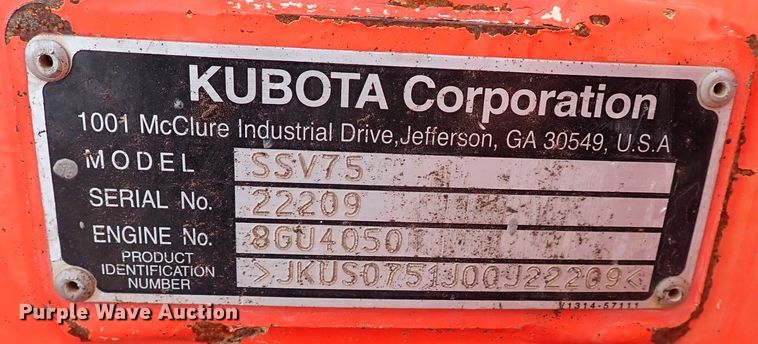 KUBOTA Corporation
1001 McClure Industrial Drive, Jefferson, GA 30549, U.S.A
MODEL SSV75
SERIAL No. 22209
ENGINE No. 8GU4050
PRODUCT
IDENTIFICATION
NUMBER >JKUS0751J00J22209<
V1314-57111
Purple Wave Auction